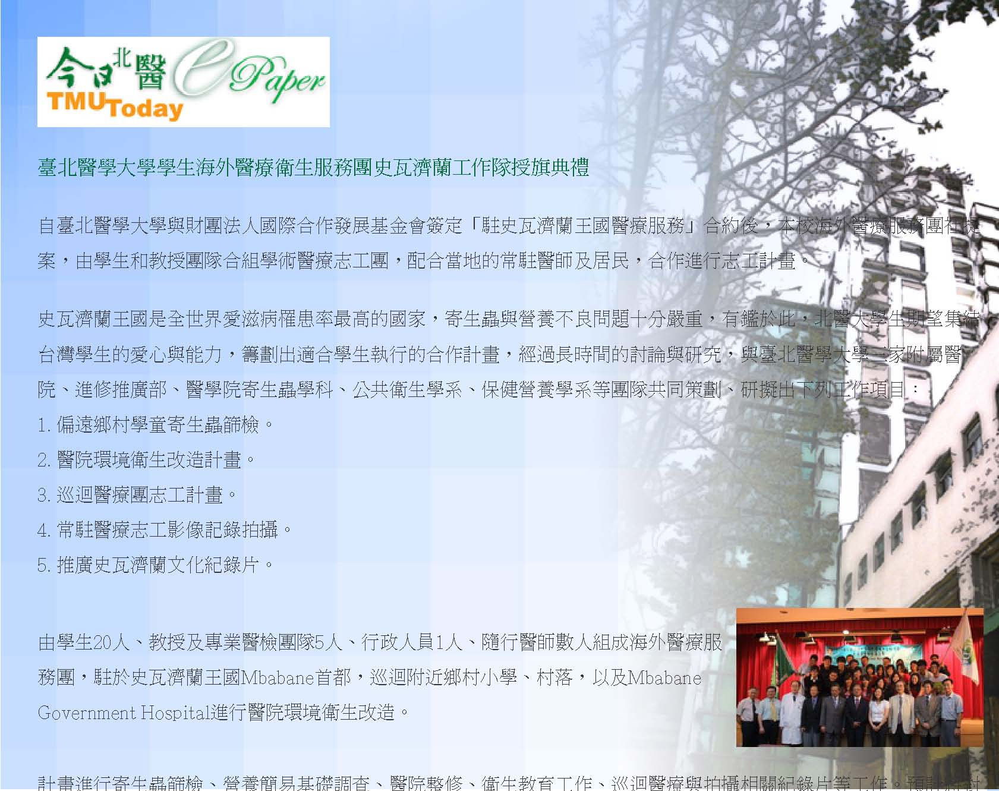 今日北醫 e Paper
TMU Today
臺北醫學大學學生海外醫療衛生服務團史瓦濟蘭工作隊授旗典禮
自臺北醫學大學與財團法人國際合作發展基金會簽定「駐史瓦濟蘭王國醫療服務」合約後，本校海外醫療服務團社提
案，由學生和教授團隊合組學術醫療志工團，配合當地的常駐醫師及居民，合作進行志工計畫。
史瓦濟蘭王國是全世界愛滋病罹患率最高的國家，寄生蟲與營養不良問題十分嚴重，有鑑於此，北醫大學生期望集結
台灣學生的愛心與能力，籌劃出適合學生執行的合作計畫，經過長時間的討論與研究，與臺北醫學大學三家附屬醫
院、進修推廣部、醫學院寄生蟲學科、公共衛生學系、保健營養學系等團隊共同策劃、研擬出下列工作項目：
1. 偏遠鄉村學童寄生蟲篩檢。
2. 醫院環境衛生改造計畫。
3. 巡迴醫療團志工計畫。
4. 常駐醫療志工影像記錄拍攝。
5. 推廣史瓦濟蘭文化紀錄片。
由學生20人、教授及專業醫檢團隊5人、行政人員1人、隨行醫師數人組成海外醫療服
務團，駐於史瓦濟蘭王國Mbabane首都，巡迴附近鄉村小學、村落，以及Mbabane
Government Hospital進行醫院環境衛生改造。
計畫進行寄生蟲篩檢、營養簡易基礎調查、醫院整修、衛生教育工作、巡迴醫療與拍攝相關紀錄片等工作。預計將對